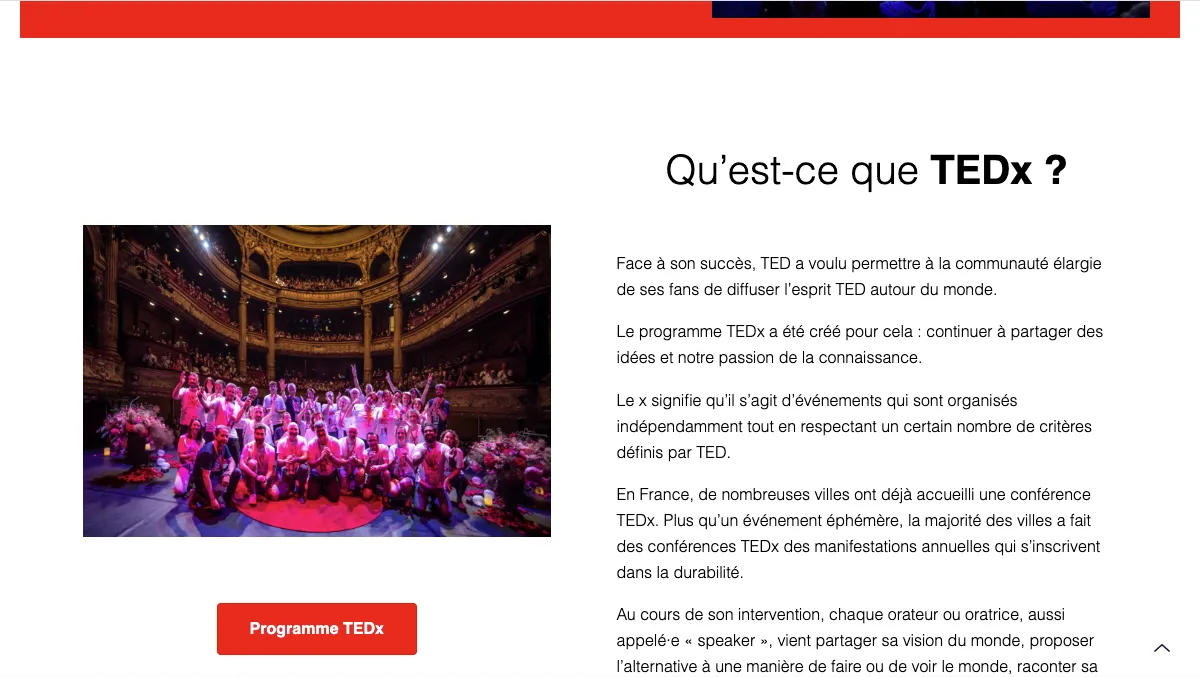 Qu’est-ce que TEDx ?
Face à son succès, TED a voulu permettre à la communauté élargie
de ses fans de diffuser l’esprit TED autour du monde.
Le programme TEDx a été créé pour cela : continuer à partager des
idées et notre passion de la connaissance.
Le x signifie qu’il s’agit d’événements qui sont organisés
indépendamment tout en respectant un certain nombre de critères
définis par TED.
En France, de nombreuses villes ont déjà accueilli une conférence
TEDx. Plus qu’un événement éphémère, la majorité des villes a fait
des conférences TEDx des manifestations annuelles qui s’inscrivent
dans la durabilité.
Au cours de son intervention, chaque orateur ou oratrice, aussi
appelé·e « speaker », vient partager sa vision du monde, proposer
l’alternative à une manière de faire ou de voir le monde, raconter sa
Programme TEDx